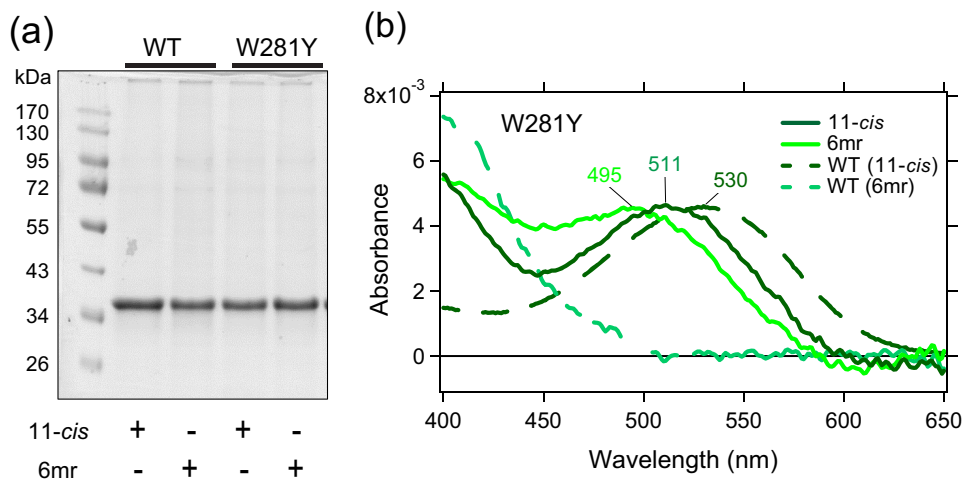 (a)
WT W281Y
kDa
170
130
95
72
55
43
34
26
11-cis + - + -
6mr - + - +
(b)
8x10⁻³
6
4
2
0
Absorbance
W281Y
11-cis
6mr
WT (11-cis)
WT (6mr)
495 511 530
400 450 500 550 600 650
Wavelength (nm)